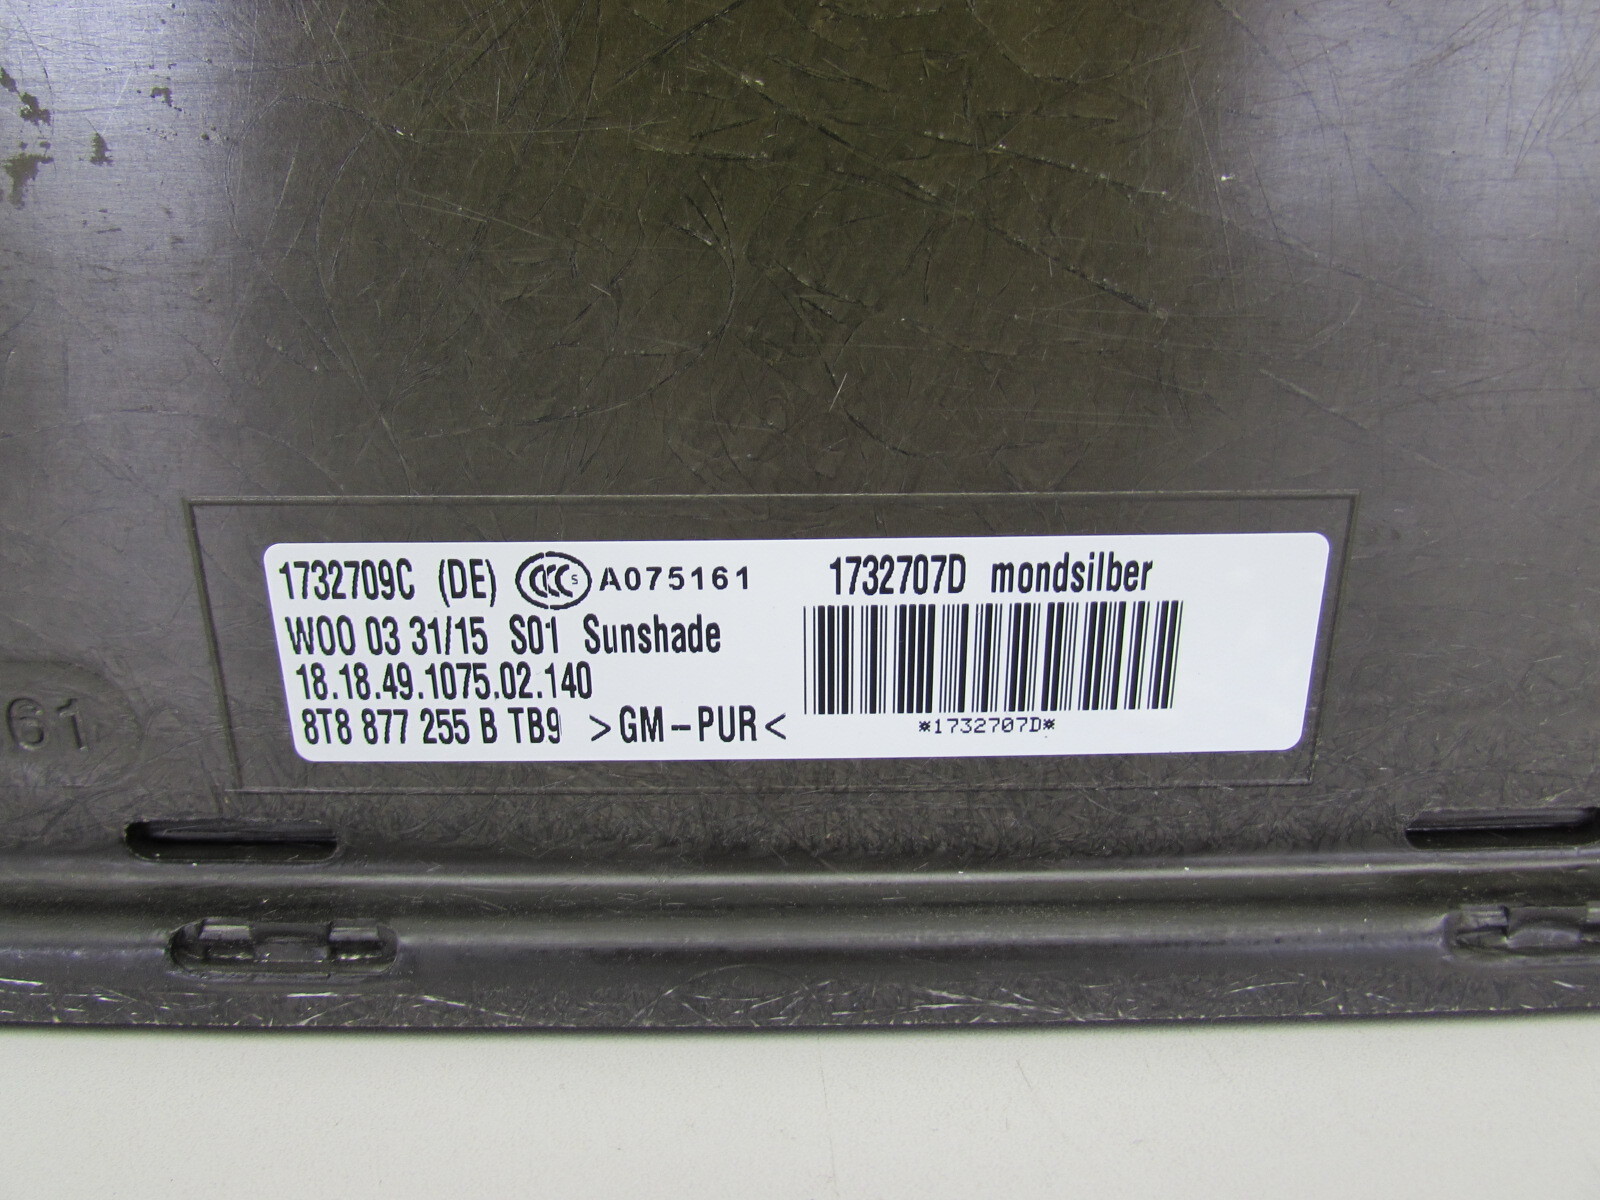 1732709C (DE) CCC S A075161 1732707D mondsilber
W00 03 31/15 S01 Sunshade
18.18.49.1075.02.140
8T8 877 255 B TB9 >GM-PUR<
*1732707D*
61